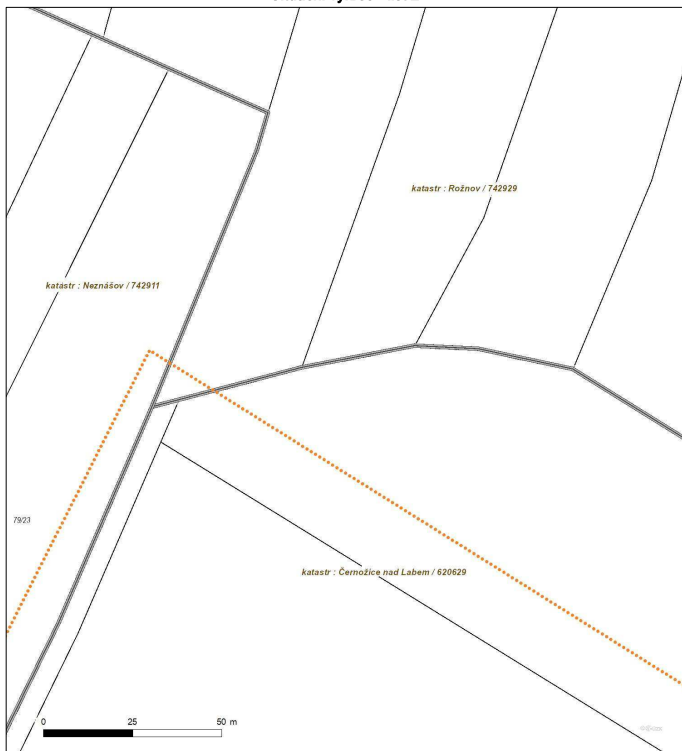 katastr : Rožnov / 742929
katastr : Neznášov / 742911
79/23
katastr : Černožice nad Labem / 620629
0 25 50 m